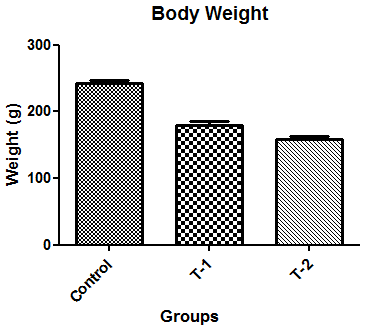 Body Weight
Weight (g)
300
200
100
0
Control
T-1
T-2
Groups